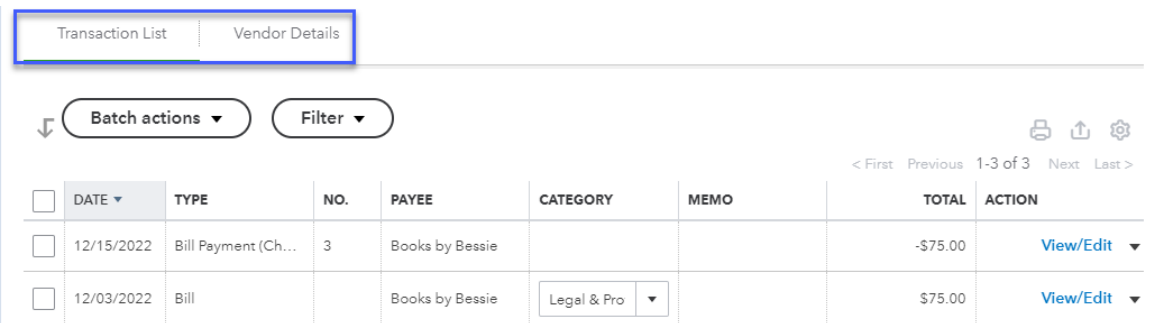 Transaction List Vendor Details
Batch actions Filter
< First Previous 1-3 of 3 Next Last >
DATE TYPE NO. PAYEE CATEGORY MEMO TOTAL ACTION
12/15/2022 Bill Payment (Ch... 3 Books by Bessie -$75.00 View/Edit
12/03/2022 Bill Books by Bessie Legal & Pro $75.00 View/Edit